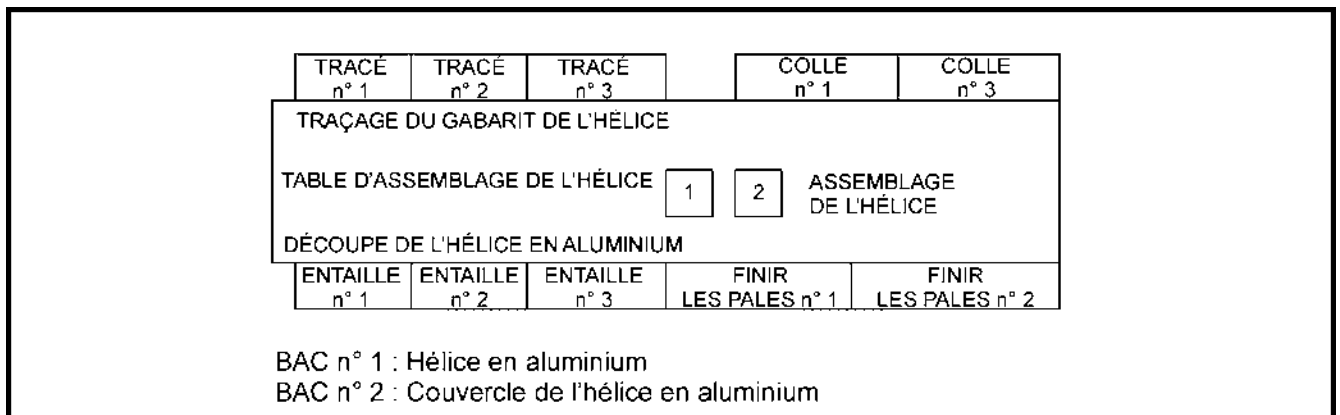 TRACÉ TRACÉ TRACÉ COLLE COLLE
n° 1 n° 2 n° 3 n° 1 n° 3
TRAÇAGE DU GABARIT DE L'HÉLICE
TABLE D'ASSEMBLAGE DE L'HÉLICE 1 2 ASSEMBLAGE
DE L'HÉLICE
DÉCOUPE DE L'HÉLICE EN ALUMINIUM
ENTAILLE ENTAILLE ENTAILLE FINIR FINIR
n° 1 n° 2 n° 3 LES PALES n° 1 LES PALES n° 2
BAC n° 1 : Hélice en aluminium
BAC n° 2 : Couvercle de l'hélice en aluminium